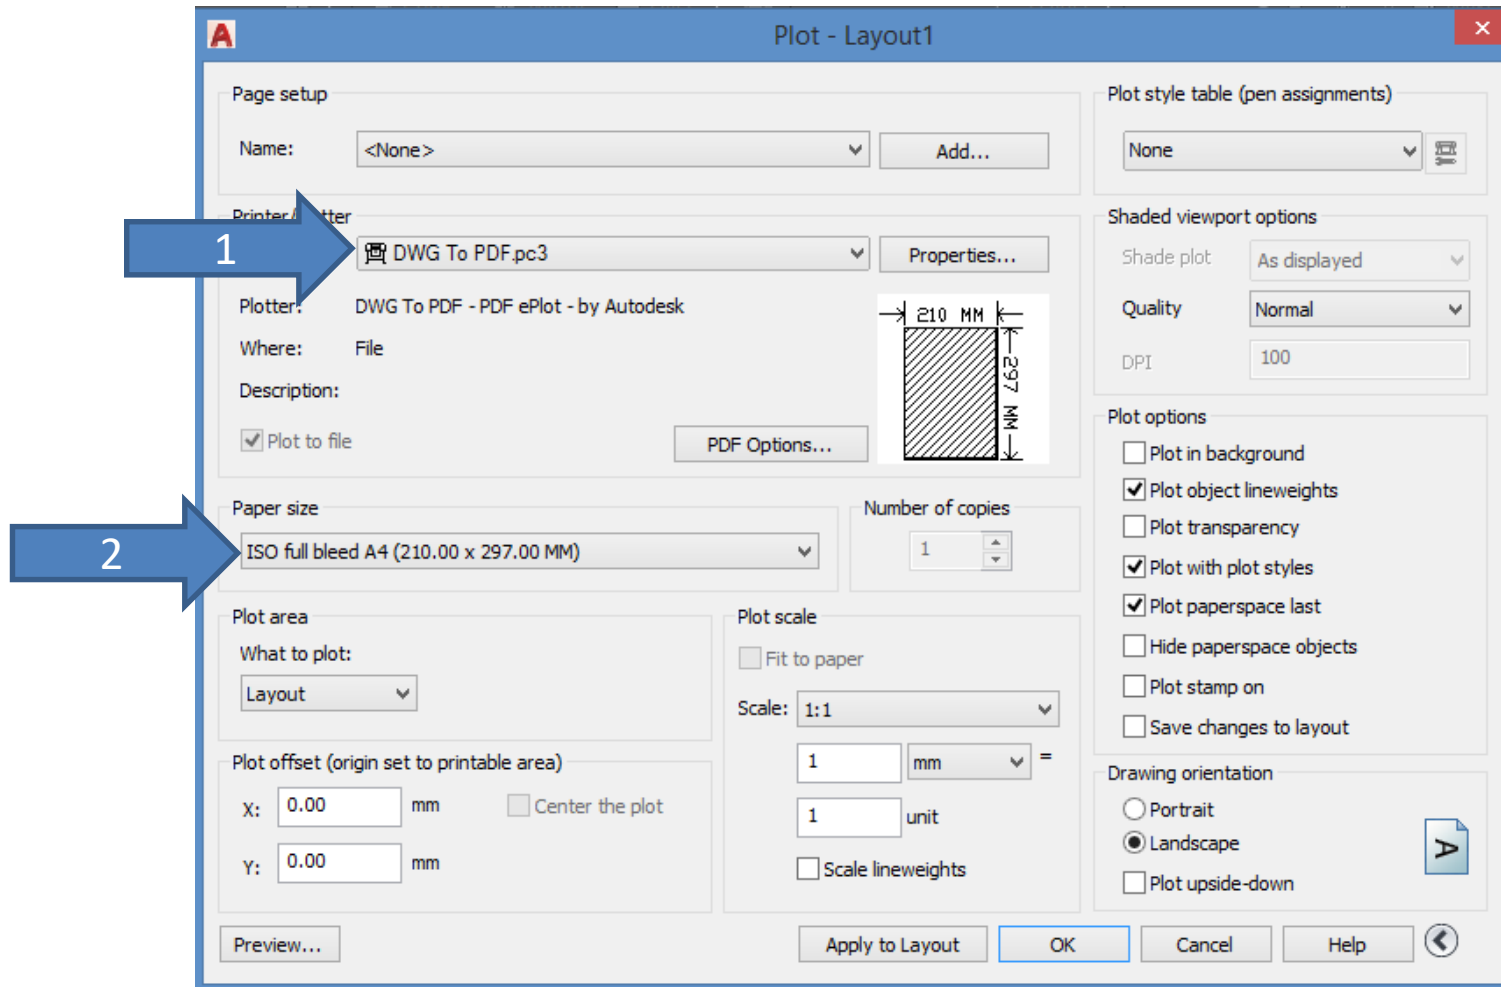 Plot - Layout1
Page setup
Name:
<None>
Add...
Printer/
tter
1
DWG To PDF.pc3
Properties...
Plotter:
DWG To PDF - PDF ePlot - by Autodesk
Where:
File
Description:
Plot to file
PDF Options...
210 MM
297 MM
Paper size
2
ISO full bleed A4 (210.00 x 297.00 MM)
Number of copies
1
Plot area
What to plot:
Layout
Plot scale
Fit to paper
Scale:
1:1
1
mm
=
1
unit
Scale lineweights
Plot offset (origin set to printable area)
X:
0.00
mm
Center the plot
Y:
0.00
mm
Plot style table (pen assignments)
None
Shaded viewport options
Shade plot
As displayed
Quality
Normal
DPI
100
Plot options
Plot in background
Plot object lineweights
Plot transparency
Plot with plot styles
Plot paperspace last
Hide paperspace objects
Plot stamp on
Save changes to layout
Drawing orientation
Portrait
Landscape
Plot upside-down
A
Preview...
Apply to Layout
OK
Cancel
Help